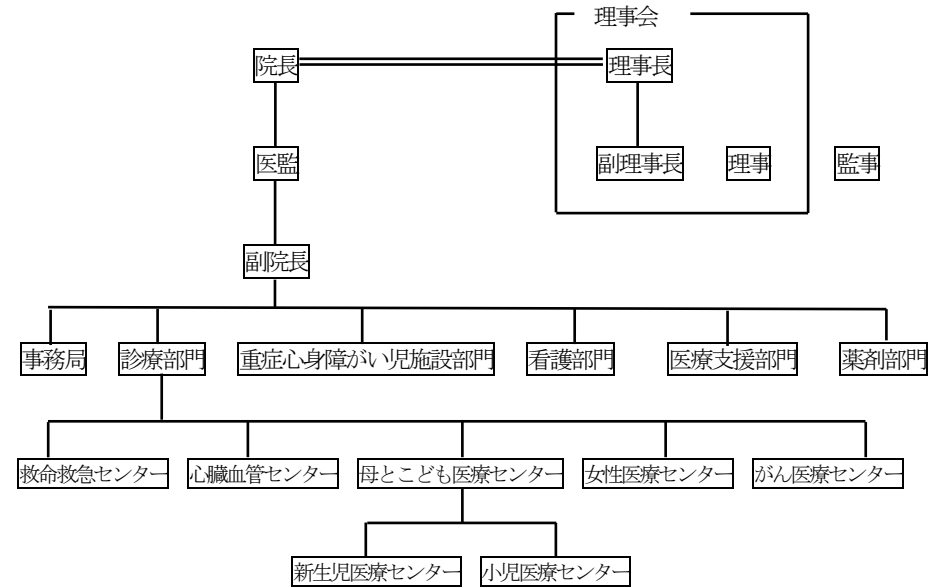 理事会
院長
理事長
医監
副理事長
理事
監事
副院長
事務局
診療部門
重症心身障がい児施設部門
看護部門
医療支援部門
薬剤部門
救命救急センター
心臓血管センター
母とこども医療センター
女性医療センター
がん医療センター
新生児医療センター
小児医療センター